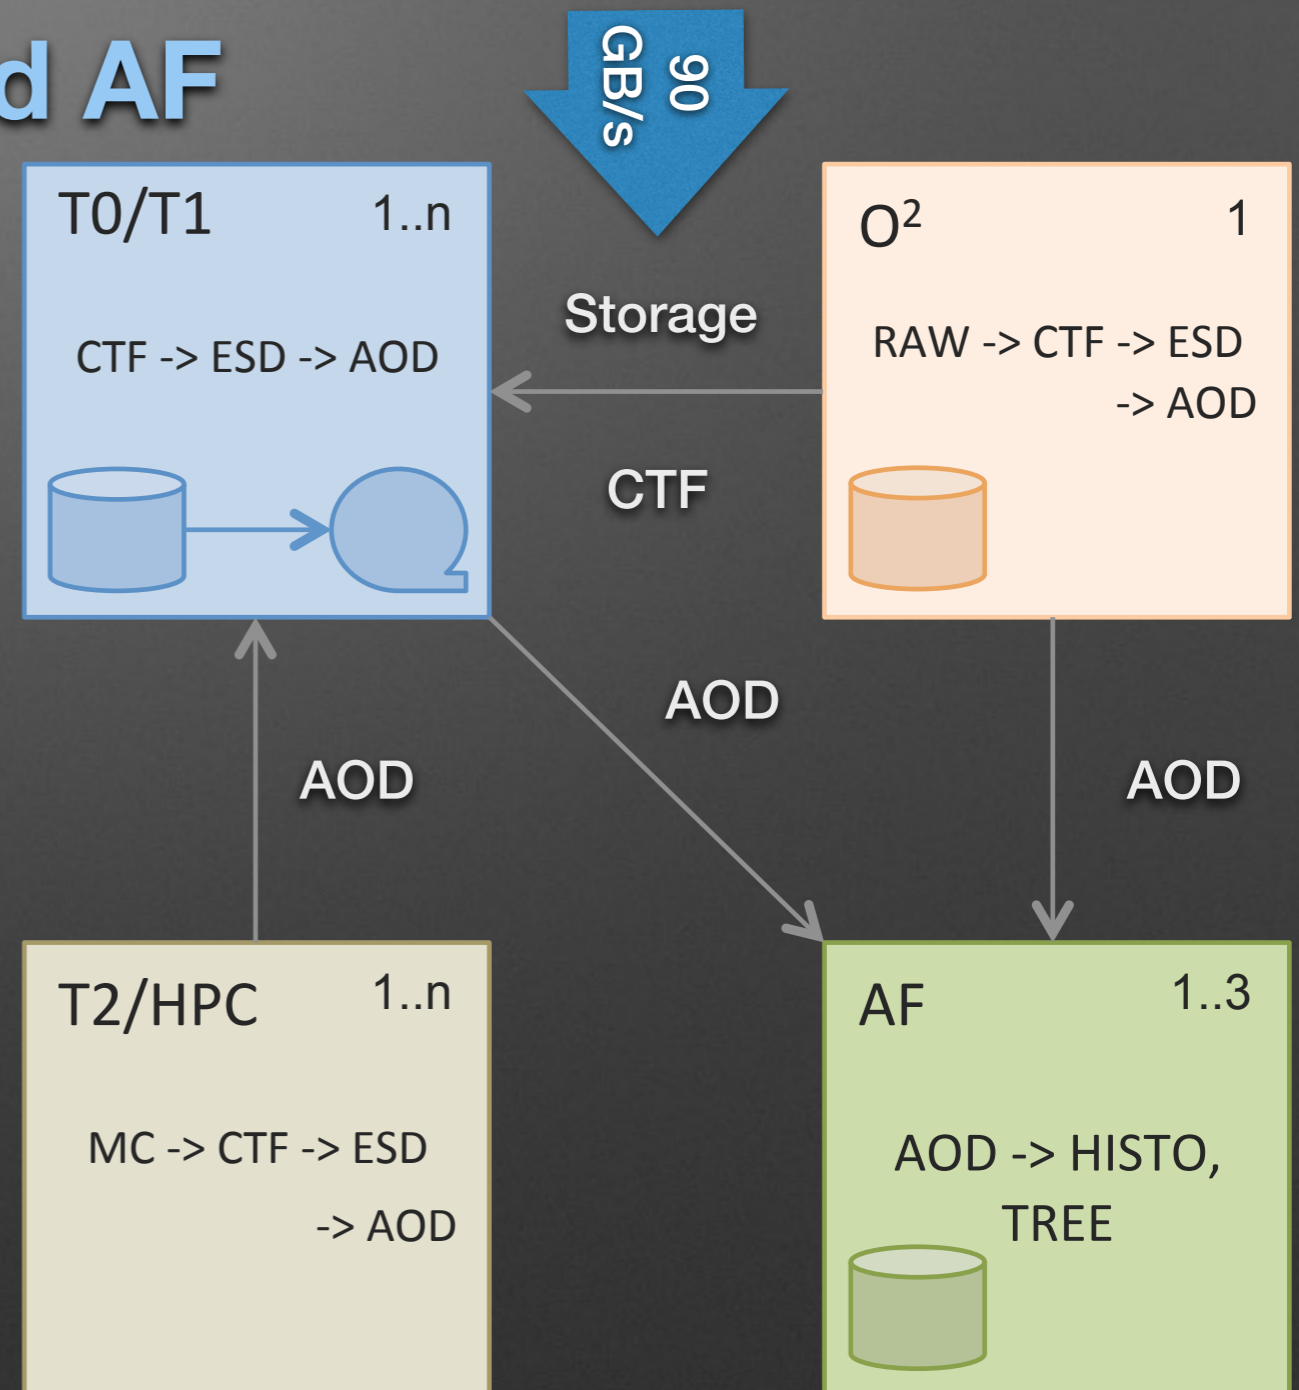 d AF
90
GB/s
T0/T1 1..n
CTF -> ESD -> AOD
Storage
CTF
O² 1
RAW -> CTF -> ESD
-> AOD
AOD
AOD
AOD
T2/HPC 1..n
MC -> CTF -> ESD
-> AOD
AF 1..3
AOD -> HISTO,
TREE